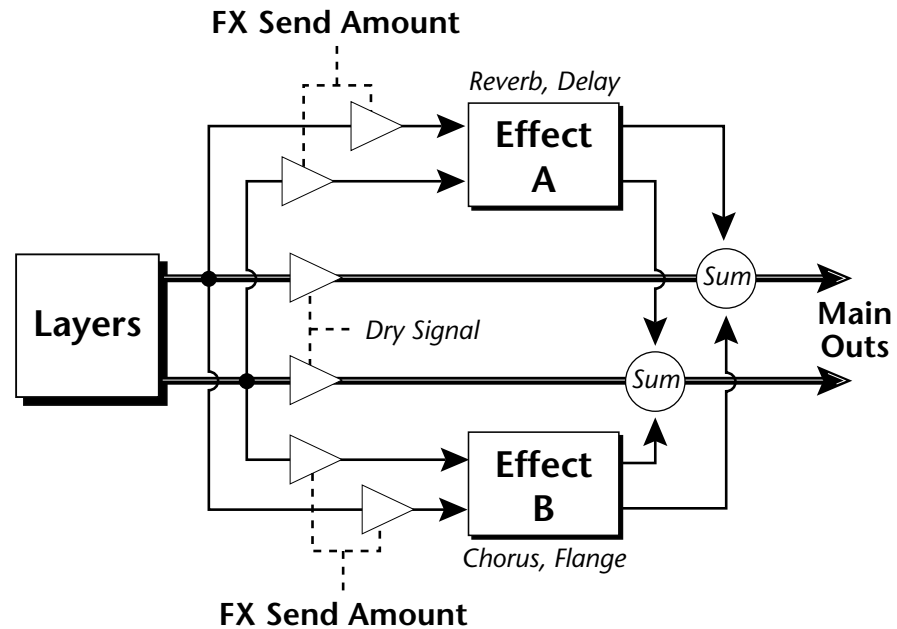 FX Send Amount
Reverb, Delay
Effect
A
Sum
Layers
Dry Signal
Main
Outs
Sum
Effect
B
Chorus, Flange
FX Send Amount